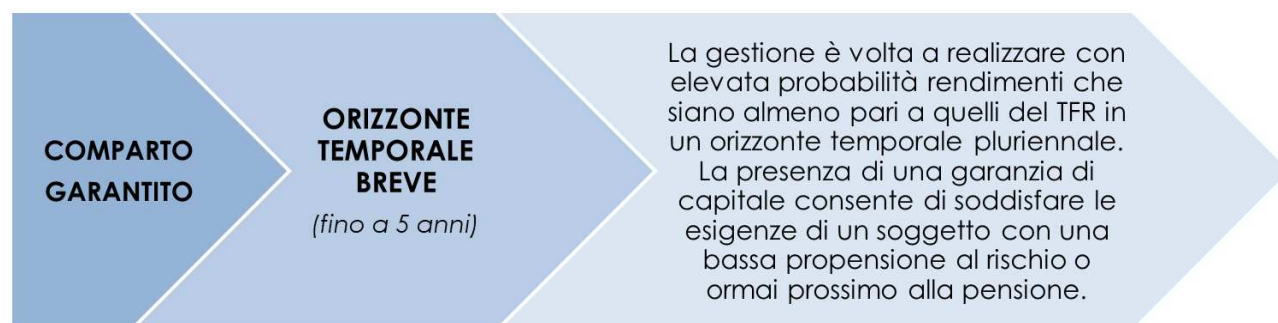 COMPARTO
GARANTITO
ORIZZONTE
TEMPORALE
BREVE
(fino a 5 anni)
La gestione è volta a realizzare con
elevata probabilità rendimenti che
siano almeno pari a quelli del TFR in
un orizzonte temporale pluriennale.
La presenza di una garanzia di
capitale consente di soddisfare le
esigenze di un soggetto con una
bassa propensione al rischio o
ormai prossimo alla pensione.